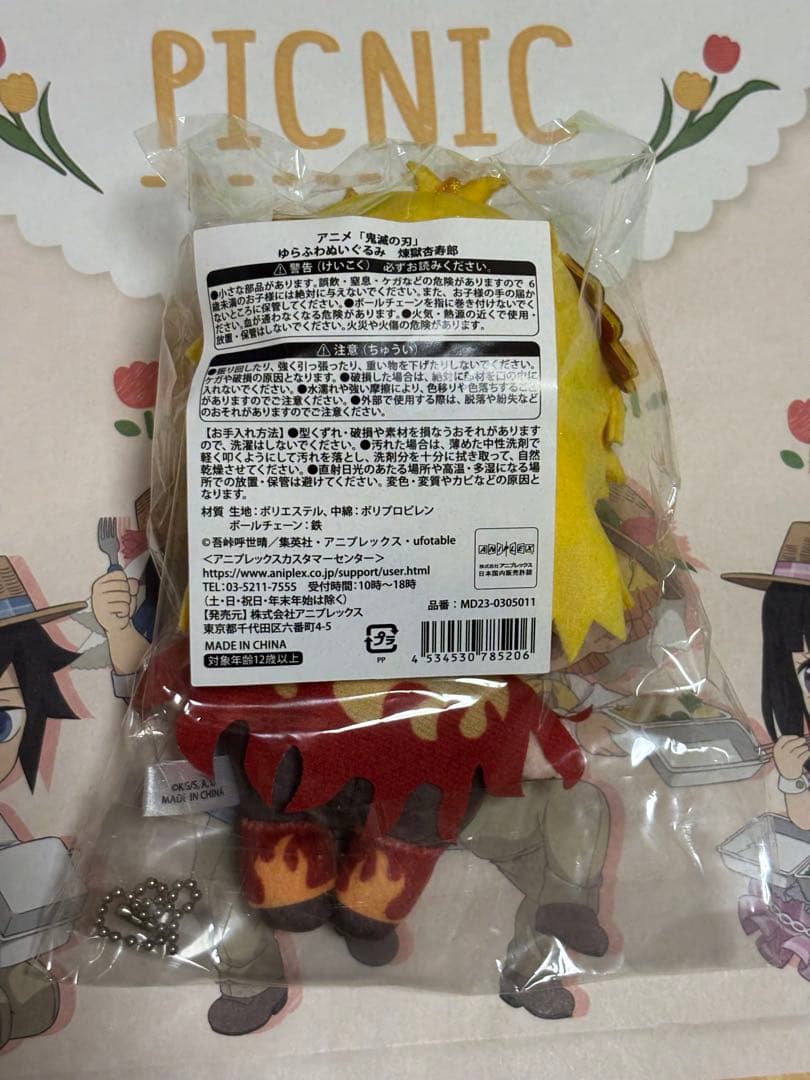 PICNIC
アニメ「鬼滅の刃」
ゆらふわぬいぐるみ 煉獄杏寿郎
⚠警告(けいこく) 必ずお読みください。
●小さな部品があります。誤飲・窒息・ケガなどの危険がありますので 6
歳未満のお子様には絶対に与えないでください。また、お子様の手の届か
ないところに保管してください。●ボールチェーンを指に巻き付けないでく
ださい。血が通わなくなる危険があります。●火気・熱源の近くで使用・
放置・保管はしないでください。火災や火傷の危険があります。
⚠注意(ちゅうい)
●振り回したり、強く引っ張ったり、重い物を下げたりしないでください。
ケガや破損の原因となります。●破損した場合は、絶対に部材を口の中に
入れないでください。●水濡れや強い摩擦により、色移りや色落ちすること
がありますのでご注意ください。●外部で使用する際は、脱落や紛失など
のおそれがありますのでご注意ください。
【お手入れ方法】●型くずれ・破損や素材を損なうおそれがあります
ので、洗濯はしないでください。●汚れた場合は、薄めた中性洗剤で
軽く叩くようにして汚れを落とし、洗剤分を十分に拭き取って、自然
乾燥させてください。●直射日光のあたる場所や高温・多湿になる場
所での放置・保管は避けてください。変色・変質やカビなどの原因と
なります。
材質 生地:ポリエステル、中綿:ポリプロピレン
ボールチェーン:鉄
©吾峠呼世晴/集英社・アニプレックス・ufotable
<アニプレックスカスタマーセンター>
https://www.aniplex.co.jp/support/user.html
TEL:03-5211-7555 受付時間:10時~18時
(土・日・祝日・年末年始は除く)
【発売元】株式会社アニプレックス
東京都千代田区六番町4-5
MADE IN CHINA
対象年齢12歳以上
ANIPLEX
株式会社アニプレックス
日本国内販売許諾
品番:MD23-0305011
プラ
PP
4 534530 785206
©K.S/S, A, U
MADE IN CHINA